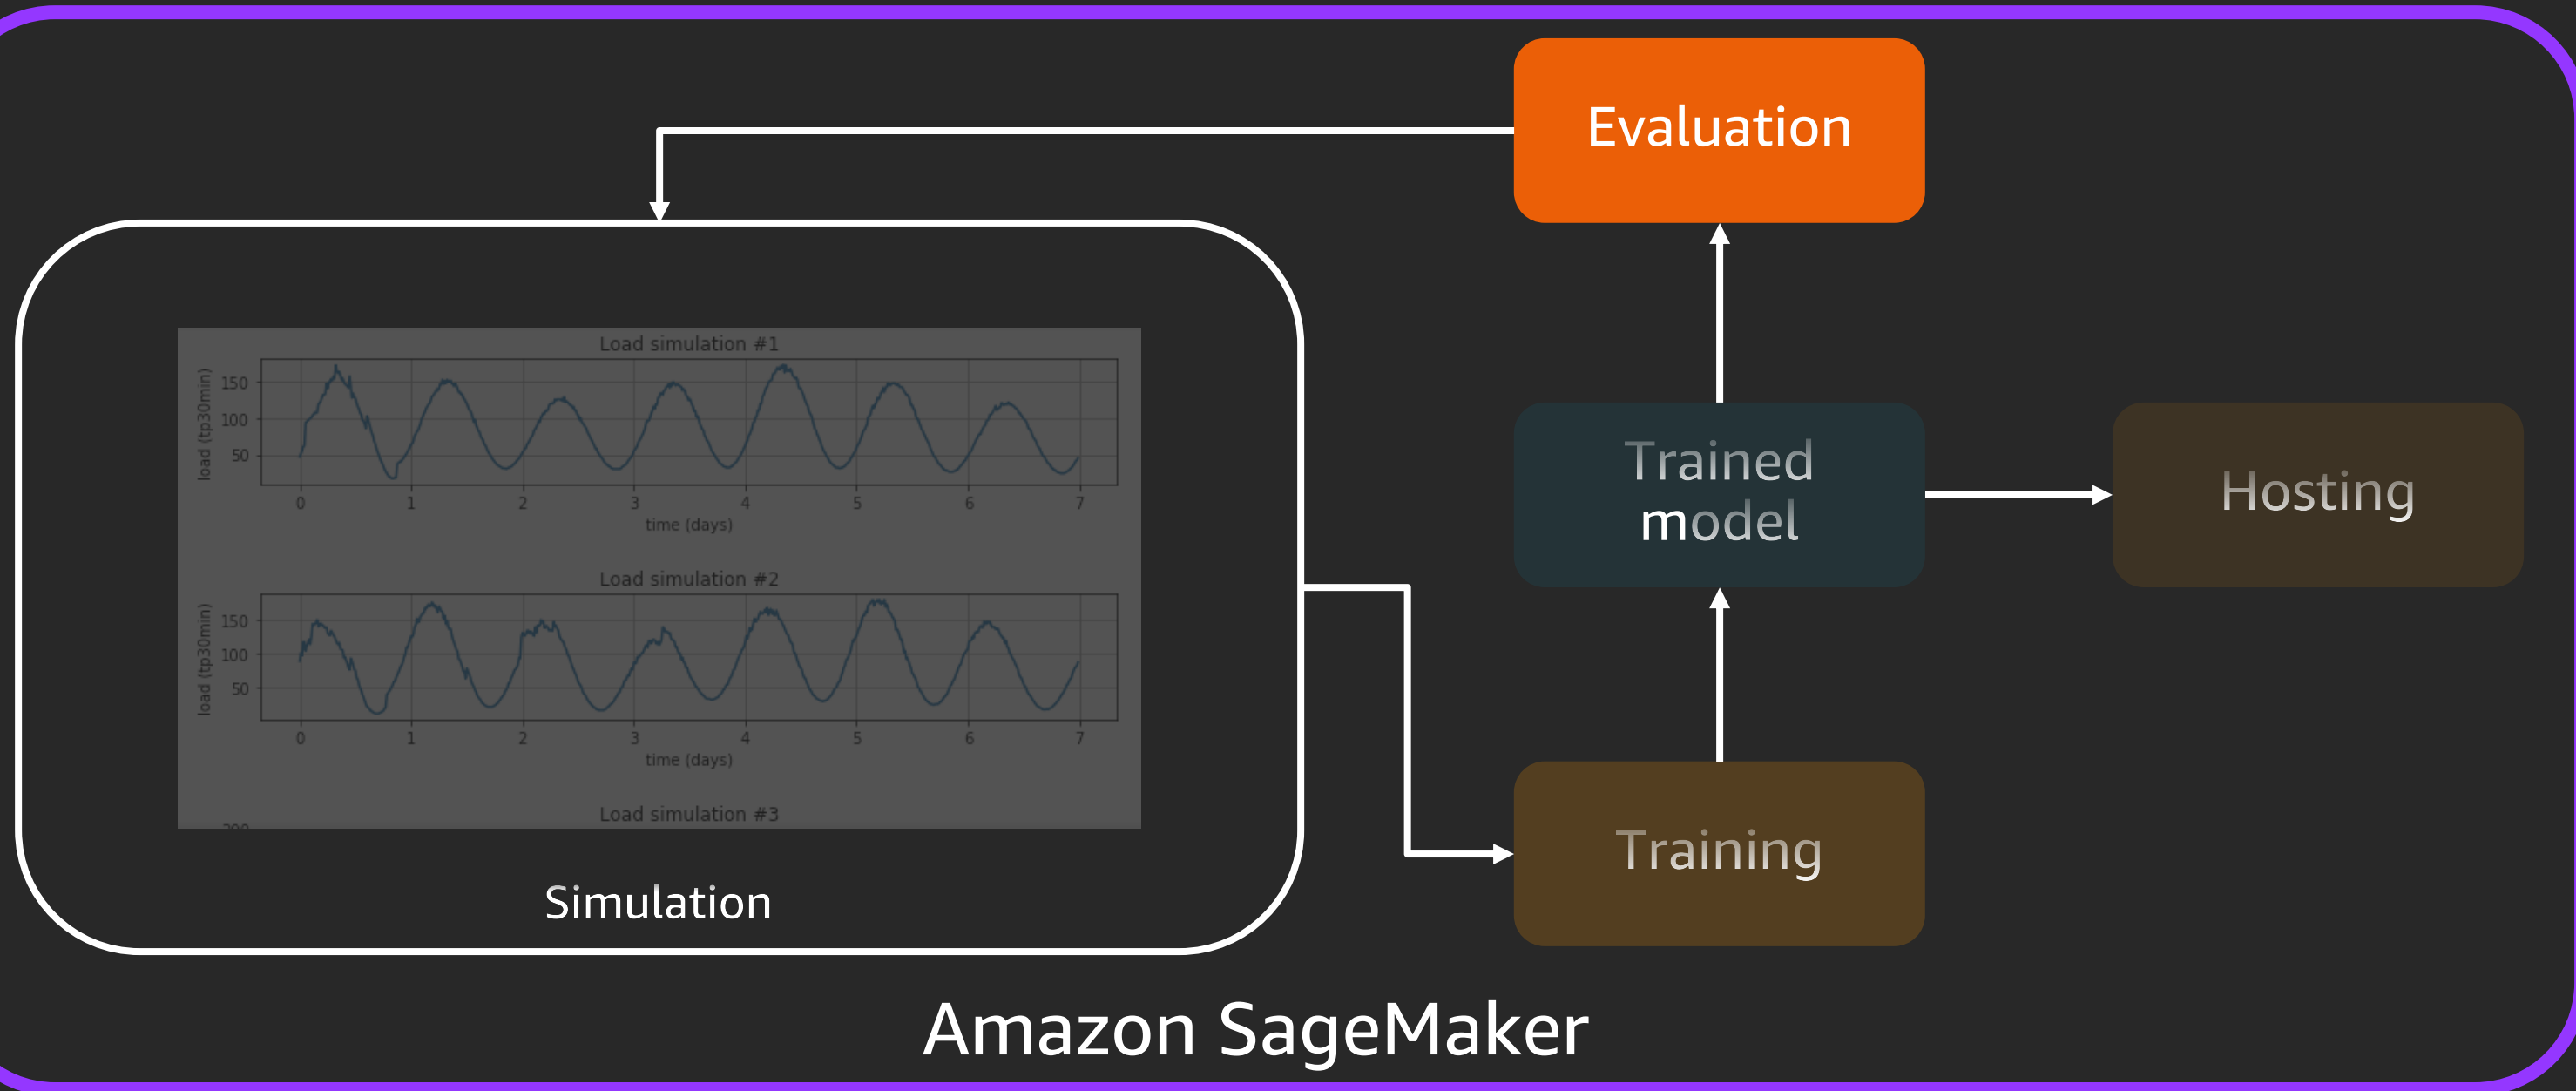 Evaluation
Load simulation #1
load (tp30min)
150
100
50
0 1 2 3 4 5 6 7
time (days)
Load simulation #2
load (tp30min)
150
100
50
0 1 2 3 4 5 6 7
time (days)
Load simulation #3
Simulation
Trained
model
Hosting
Training
Amazon SageMaker